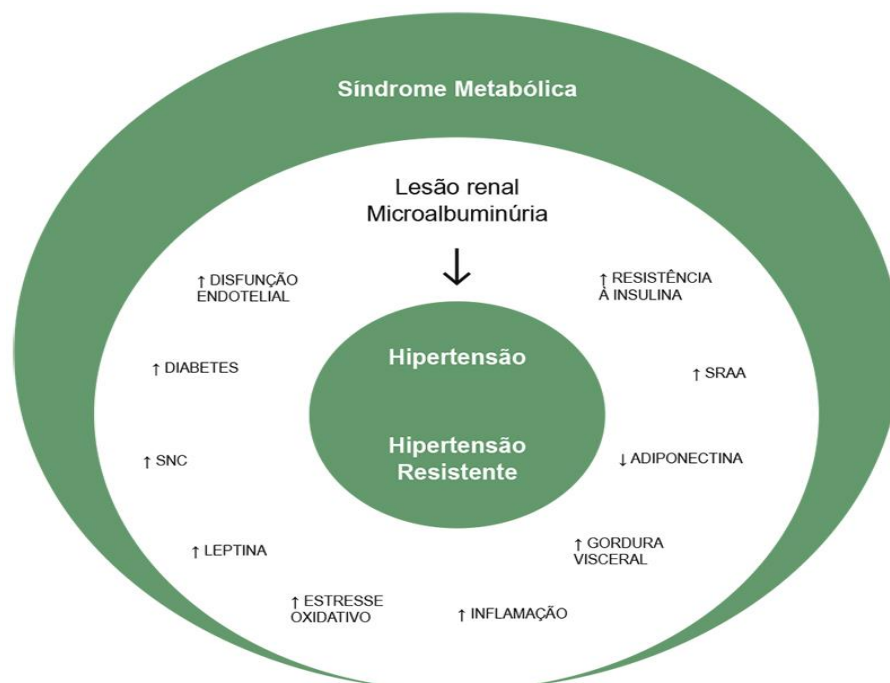 Síndrome Metabólica
Lesão renal
Microalbuminúria
↓
↑ DISFUNÇÃO
ENDOTELIAL
↑ RESISTÊNCIA
À INSULINA
Hipertensão
↑ DIABETES
↑ SRAA
Hipertensão
Resistente
↑ SNC
↓ ADIPONECTINA
↑ LEPTINA
↑ GORDURA
VISCERAL
↑ ESTRESSE
OXIDATIVO
↑ INFLAMAÇÃO